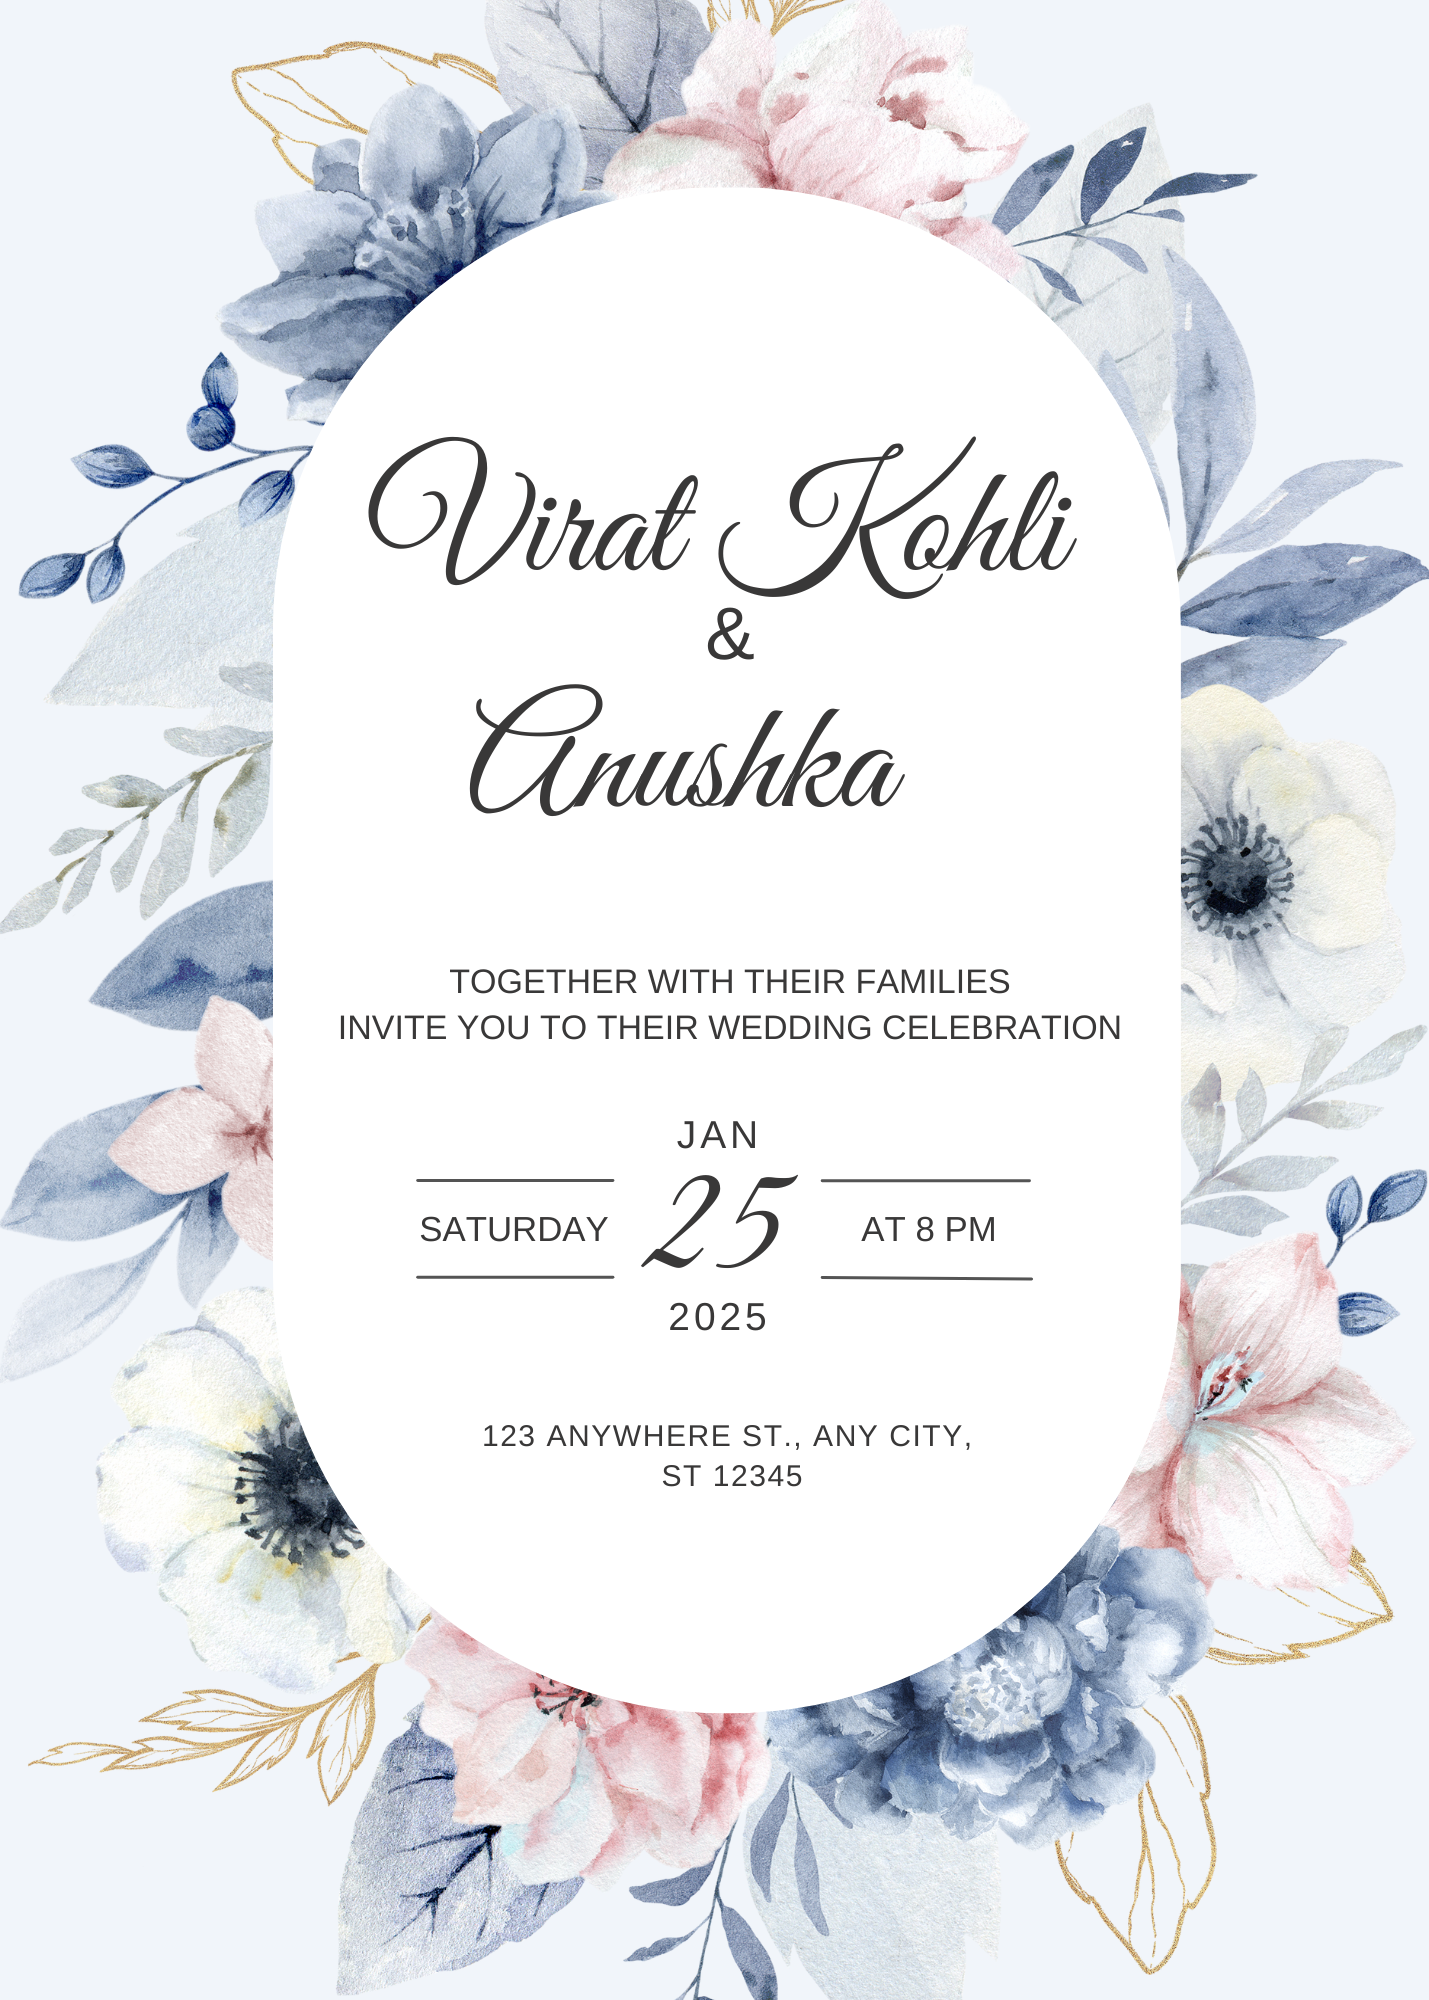 Virat Kohli
&
Anushka
TOGETHER WITH THEIR FAMILIES
INVITE YOU TO THEIR WEDDING CELEBRATION
JAN
SATURDAY 25 AT 8 PM
2025
123 ANYWHERE ST., ANY CITY,
ST 12345